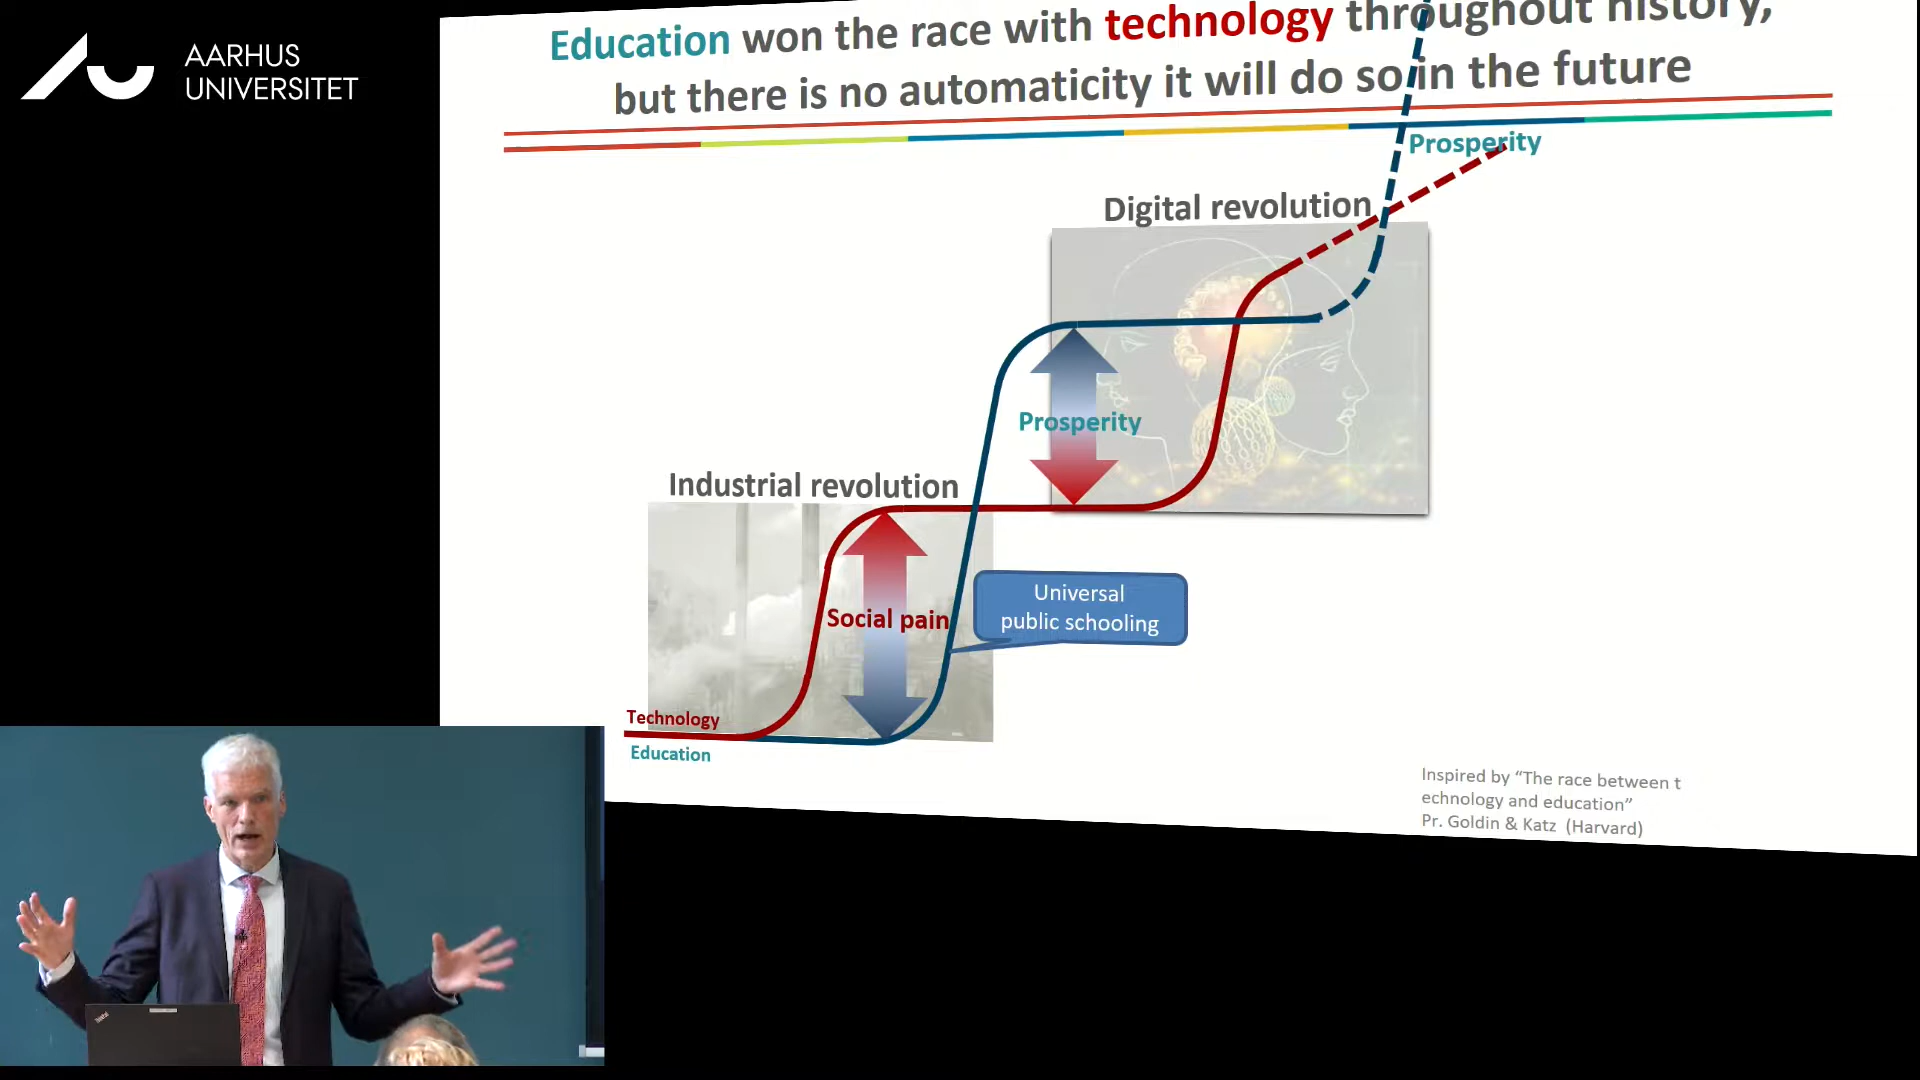 AARHUS
UNIVERSITET
Education won the race with technology throughout history,
but there is no automaticity it will do so in the future
Prosperity
Digital revolution
Prosperity
Industrial revolution
Universal
public schooling
Social pain
Technology
Education
Inspired by “The race between t
echnology and education”
Pr. Goldin & Katz (Harvard)